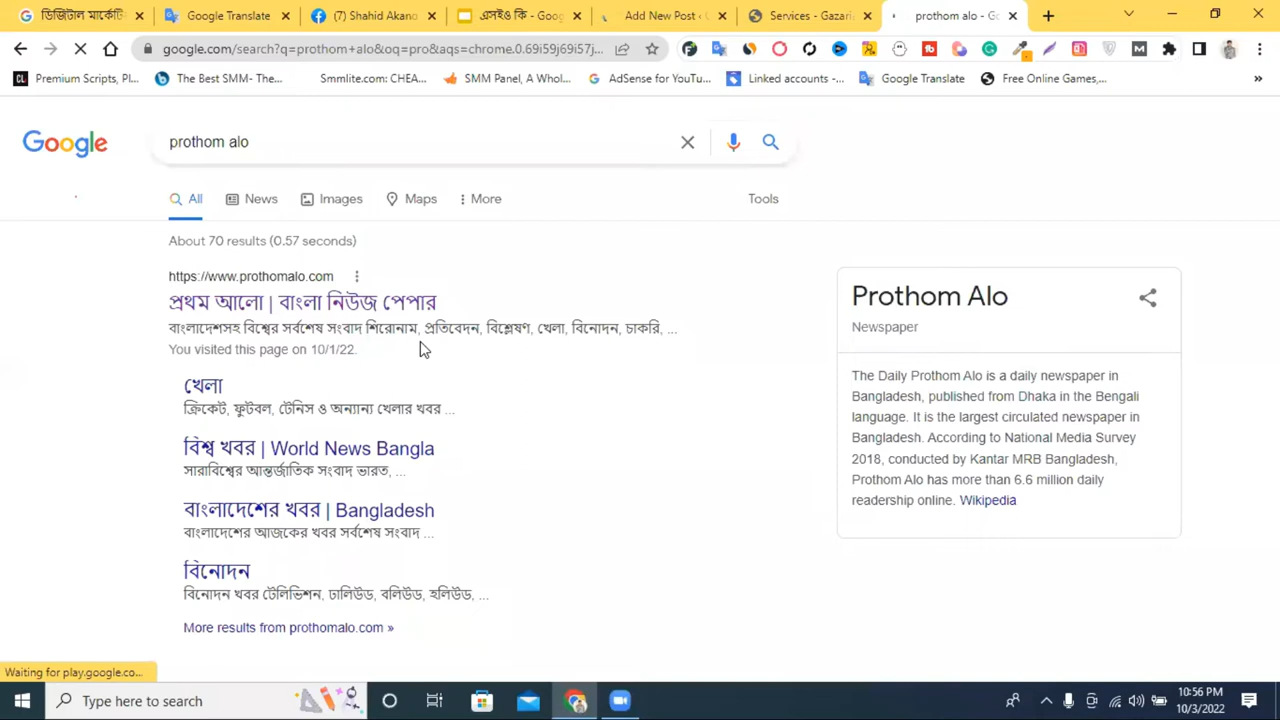 ডিজিটাল মার্কেটি
Google Translate
(7) Shahid Akano
এসইও কি - Goog
Add New Post ‹
Services - Gazaria
prothom alo - Go
google.com/search?q=prothom+alo&oq=pro&aqs=chrome.0.69i59j69i57j...
Premium Scripts, Pl...
The Best SMM- The...
Smmlite.com: CHEA...
SMM Panel, A Whol...
AdSense for YouTu...
Linked accounts -...
Google Translate
Free Online Games,...
Google
prothom alo
All
News
Images
Maps
More
Tools
About 70 results (0.57 seconds)
https://www.prothomalo.com
প্রথম আলো | বাংলা নিউজ পেপার
বাংলাদেশসহ বিশ্বের সর্বশেষ সংবাদ শিরোনাম, প্রতিবেদন, বিশ্লেষণ, খেলা, বিনোদন, চাকরি, ...
You visited this page on 10/1/22.
খেলা
ক্রিকেট, ফুটবল, টেনিস ও অন্যান্য খেলার খবর ...
বিশ্ব খবর | World News Bangla
সারাবিশ্বের আন্তর্জাতিক সংবাদ ভারত, ...
বাংলাদেশের খবর | Bangladesh
বাংলাদেশের আজকের খবর সর্বশেষ সংবাদ ...
বিনোদন
বিনোদন খবর টেলিভিশন, ঢালিউড, বলিউড, হলিউড, ...
More results from prothomalo.com »
Prothom Alo
Newspaper
The Daily Prothom Alo is a daily newspaper in
Bangladesh, published from Dhaka in the Bengali
language. It is the largest circulated newspaper in
Bangladesh. According to National Media Survey
2018, conducted by Kantar MRB Bangladesh,
Prothom Alo has more than 6.6 million daily
readership online. Wikipedia
Waiting for play.google.co...
Type here to search
10:56 PM
10/3/2022